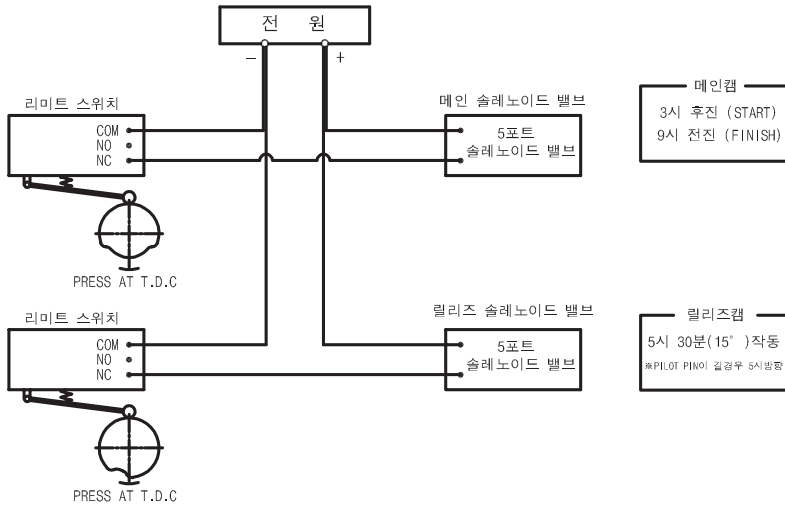 전 원
- +
리미트 스위치
COM
NO
NC
PRESS AT T.D.C
메인 솔레노이드 밸브
5포트
솔레노이드 밸브
메인캠
3시 후진 (START)
9시 전진 (FINISH)
리미트 스위치
COM
NO
NC
PRESS AT T.D.C
릴리즈 솔레노이드 밸브
5포트
솔레노이드 밸브
릴리즈캠
5시 30분(15° )작동
※PILOT PIN이 길경우 5시방향